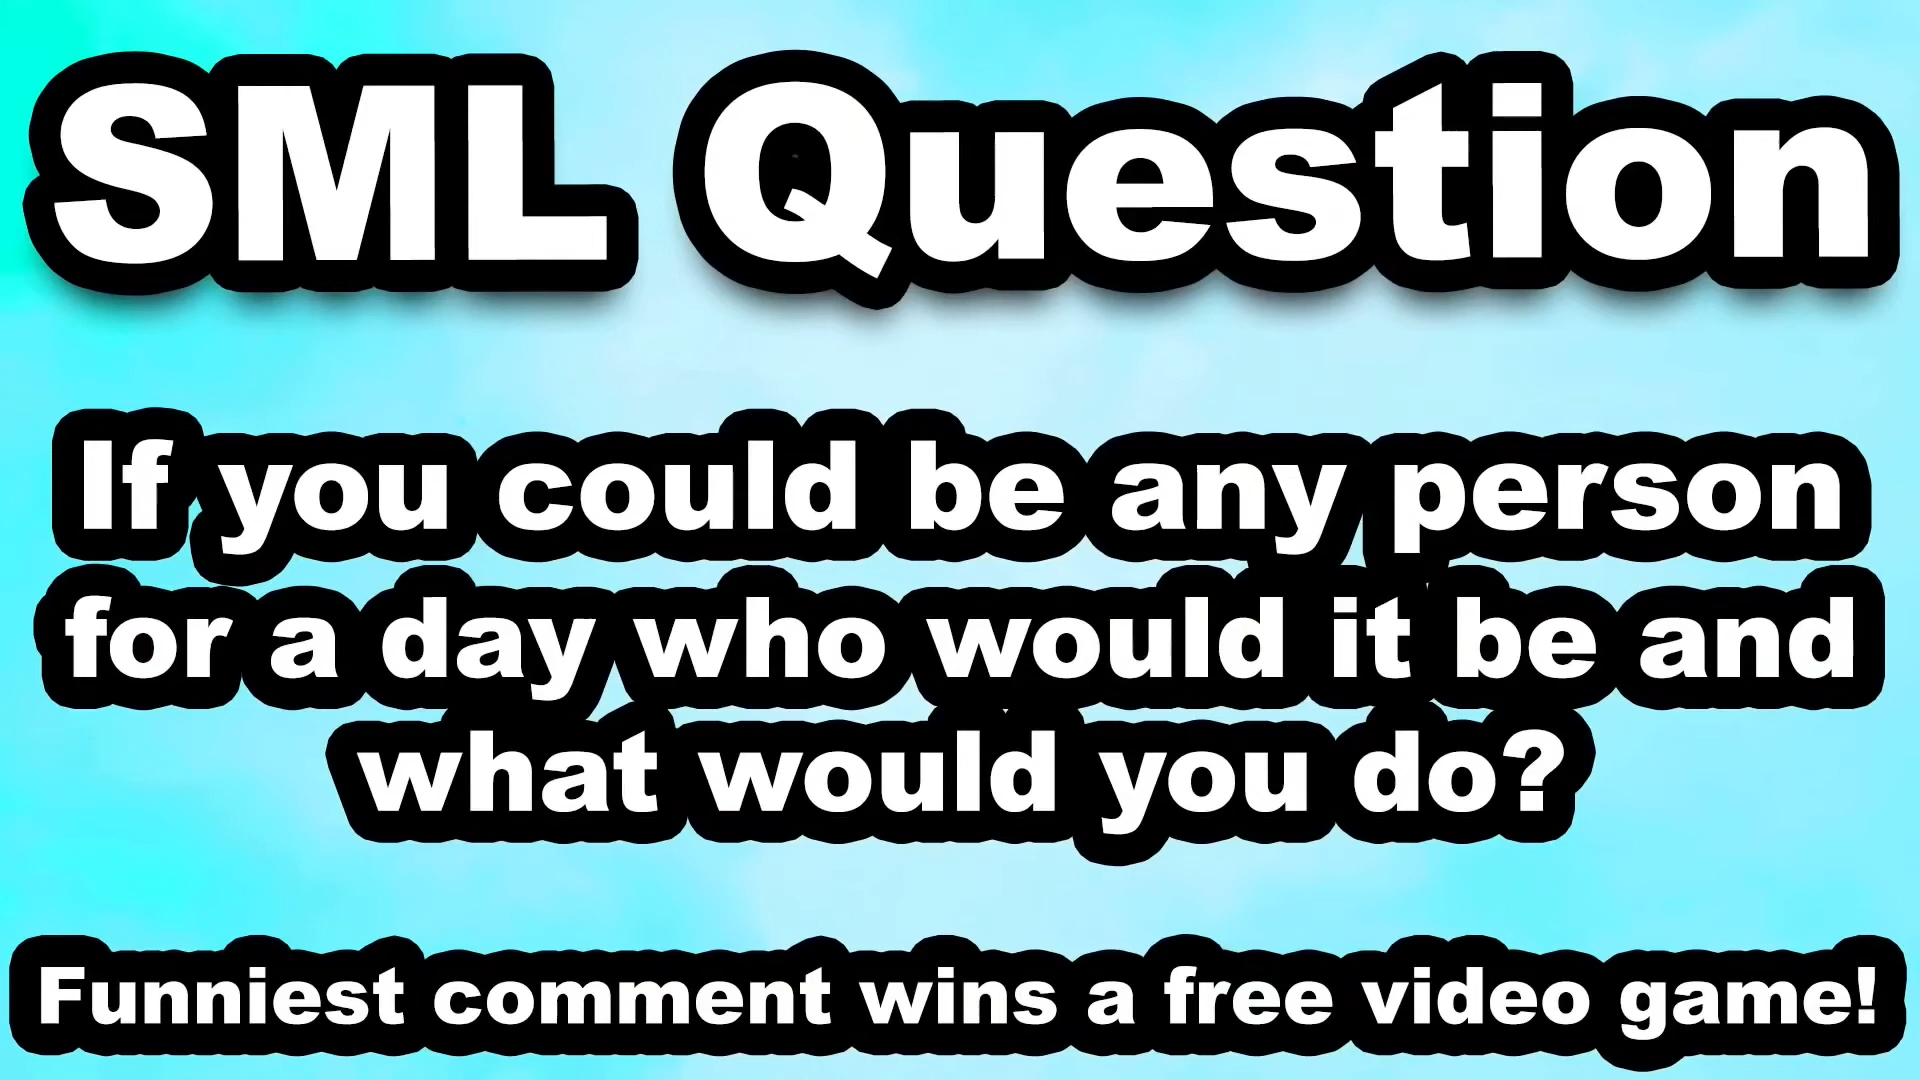 SML Question
If you could be any person
for a day who would it be and
what would you do?
Funniest comment wins a free video game!